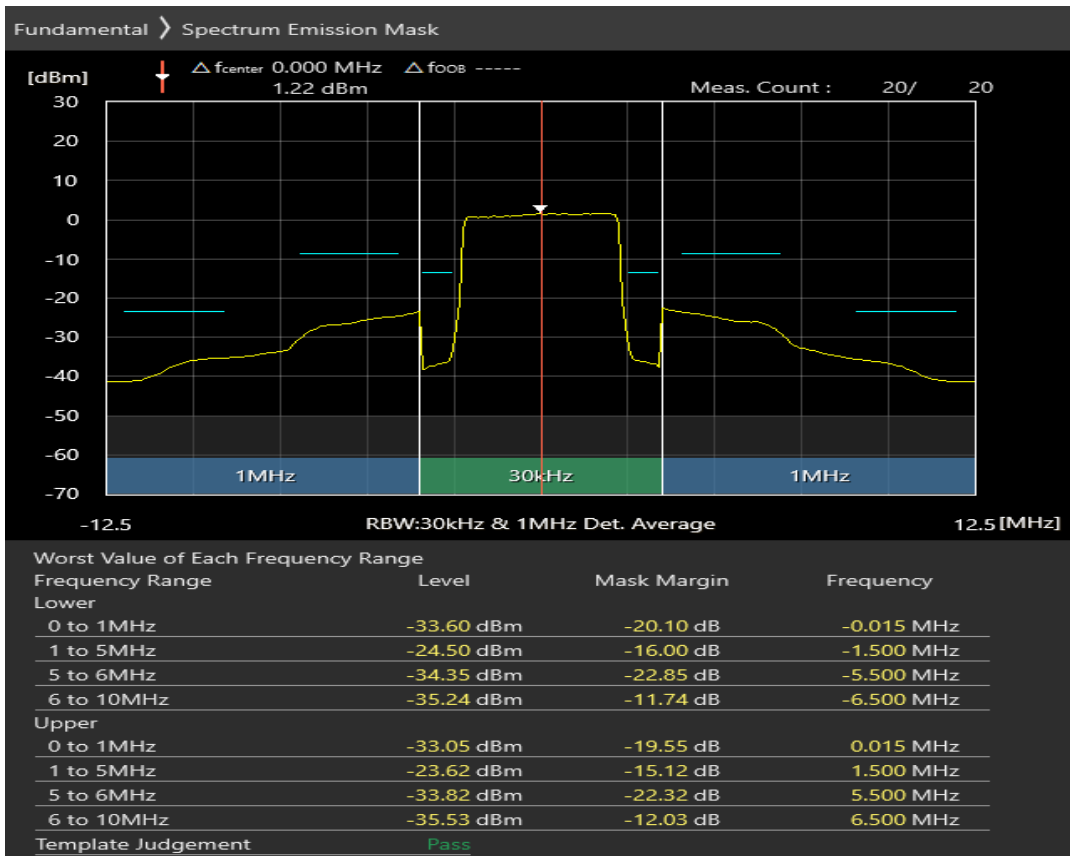 Fundamental ❯ Spectrum Emission Mask
[dBm] △ fcenter 0.000 MHz △ fOOB -----
1.22 dBm Meas. Count : 20/ 20
30
20
10
0
-10
-20
-30
-40
-50
-60
-70
1MHz 30kHz 1MHz
-12.5 RBW:30kHz & 1MHz Det. Average 12.5 [MHz]
Worst Value of Each Frequency Range
Frequency Range Level Mask Margin Frequency
Lower
0 to 1MHz -33.60 dBm -20.10 dB -0.015 MHz
1 to 5MHz -24.50 dBm -16.00 dB -1.500 MHz
5 to 6MHz -34.35 dBm -22.85 dB -5.500 MHz
6 to 10MHz -35.24 dBm -11.74 dB -6.500 MHz
Upper
0 to 1MHz -33.05 dBm -19.55 dB 0.015 MHz
1 to 5MHz -23.62 dBm -15.12 dB 1.500 MHz
5 to 6MHz -33.82 dBm -22.32 dB 5.500 MHz
6 to 10MHz -35.53 dBm -12.03 dB 6.500 MHz
Template Judgement Pass